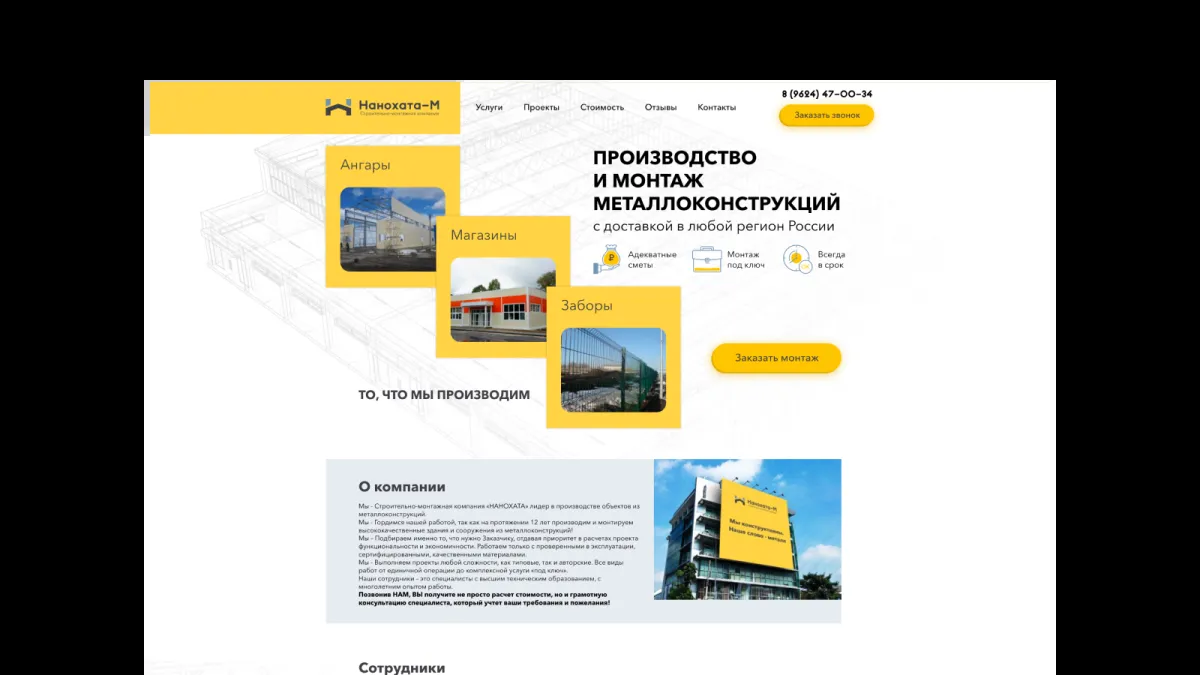 Нанохата-М
Строительно-монтажная компания
Услуги
Проекты
Стоимость
Отзывы
Контакты
8 (9624) 47-00-34
Заказать звонок
Ангары
Магазины
Заборы
ТО, ЧТО МЫ ПРОИЗВОДИМ
ПРОИЗВОДСТВО
И МОНТАЖ
МЕТАЛЛОКОНСТРУКЦИЙ
с доставкой в любой регион России
Адекватные
сметы
Монтаж
под ключ
Всегда
в срок
Заказать монтаж
О компании
Мы - Строительно-монтажная компания «НАНОХАТА» лидер в производстве объектов из
металлоконструкций.
Мы - Гордимся нашей работой, так как на протяжении 12 лет производим и монтируем
высококачественные здания и сооружения из металлоконструкций!
Мы - Подбираем именно то, что нужно Заказчику, отдавая приоритет в расчетах проекта
функциональности и экономичности. Работаем только с проверенными в эксплуатации,
сертифицированными, качественными материалами.
Мы - Выполняем проекты любой сложности, как типовые, так и авторские. Все виды
работ от единичной операции до комплексной услуги «под ключ».
Наши сотрудники - это специалисты с высшим техническим образованием, с
многолетним опытом работы.
Позвонив НАМ, ВЫ получите не просто расчет стоимости, но и грамотную
консультацию специалиста, который учтет ваши требования и пожелания!
Нанохата-М
Мы конструктивны.
Наше слово - металл
Сотрудники